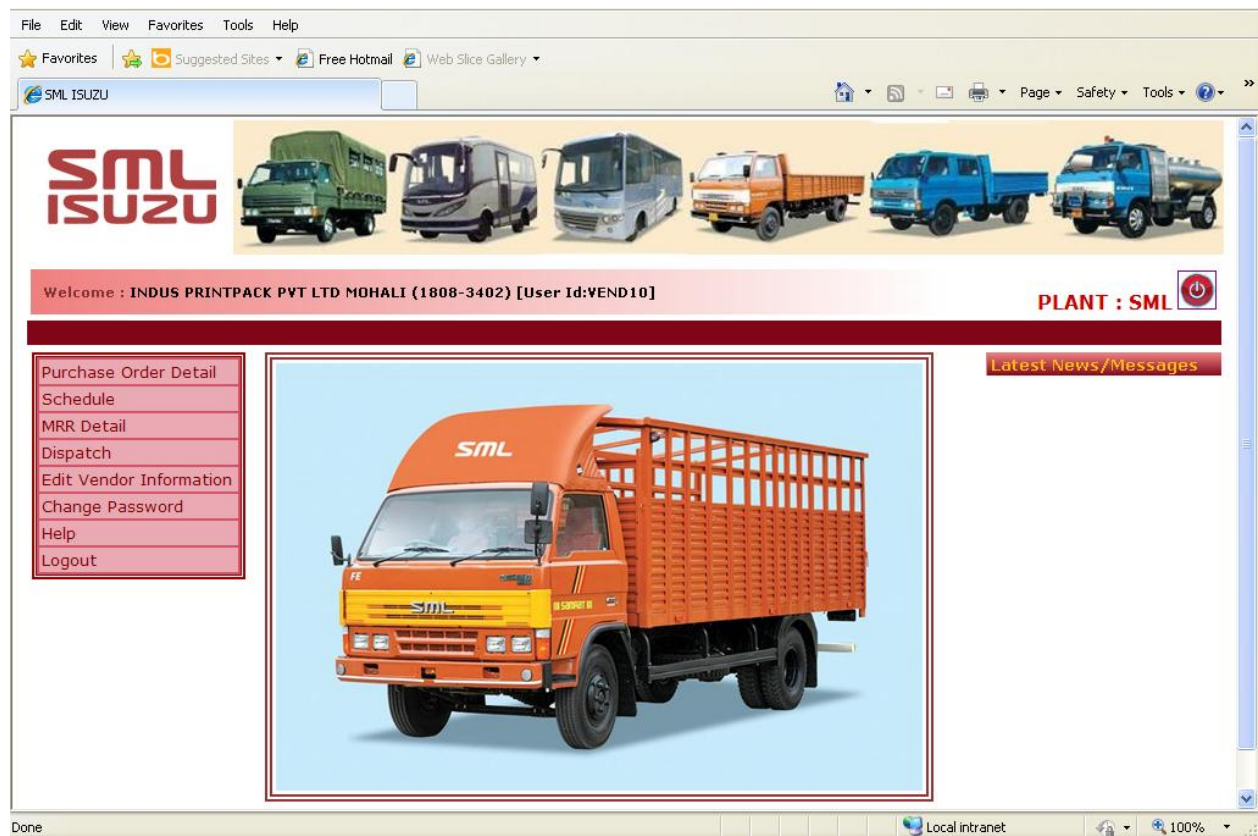 File Edit View Favorites Tools Help
Favorites Suggested Sites Free Hotmail Web Slice Gallery
SML ISUZU Page Safety Tools
SML
ISUZU
Welcome : INDUS PRINTPACK PVT LTD MOHALI (1808-3402) [User Id:VEND10]
PLANT : SML
Purchase Order Detail
Schedule
MRR Detail
Dispatch
Edit Vendor Information
Change Password
Help
Logout
Latest News/Messages
SML
FE
SML
SAMRAT
Done Local intranet 100%